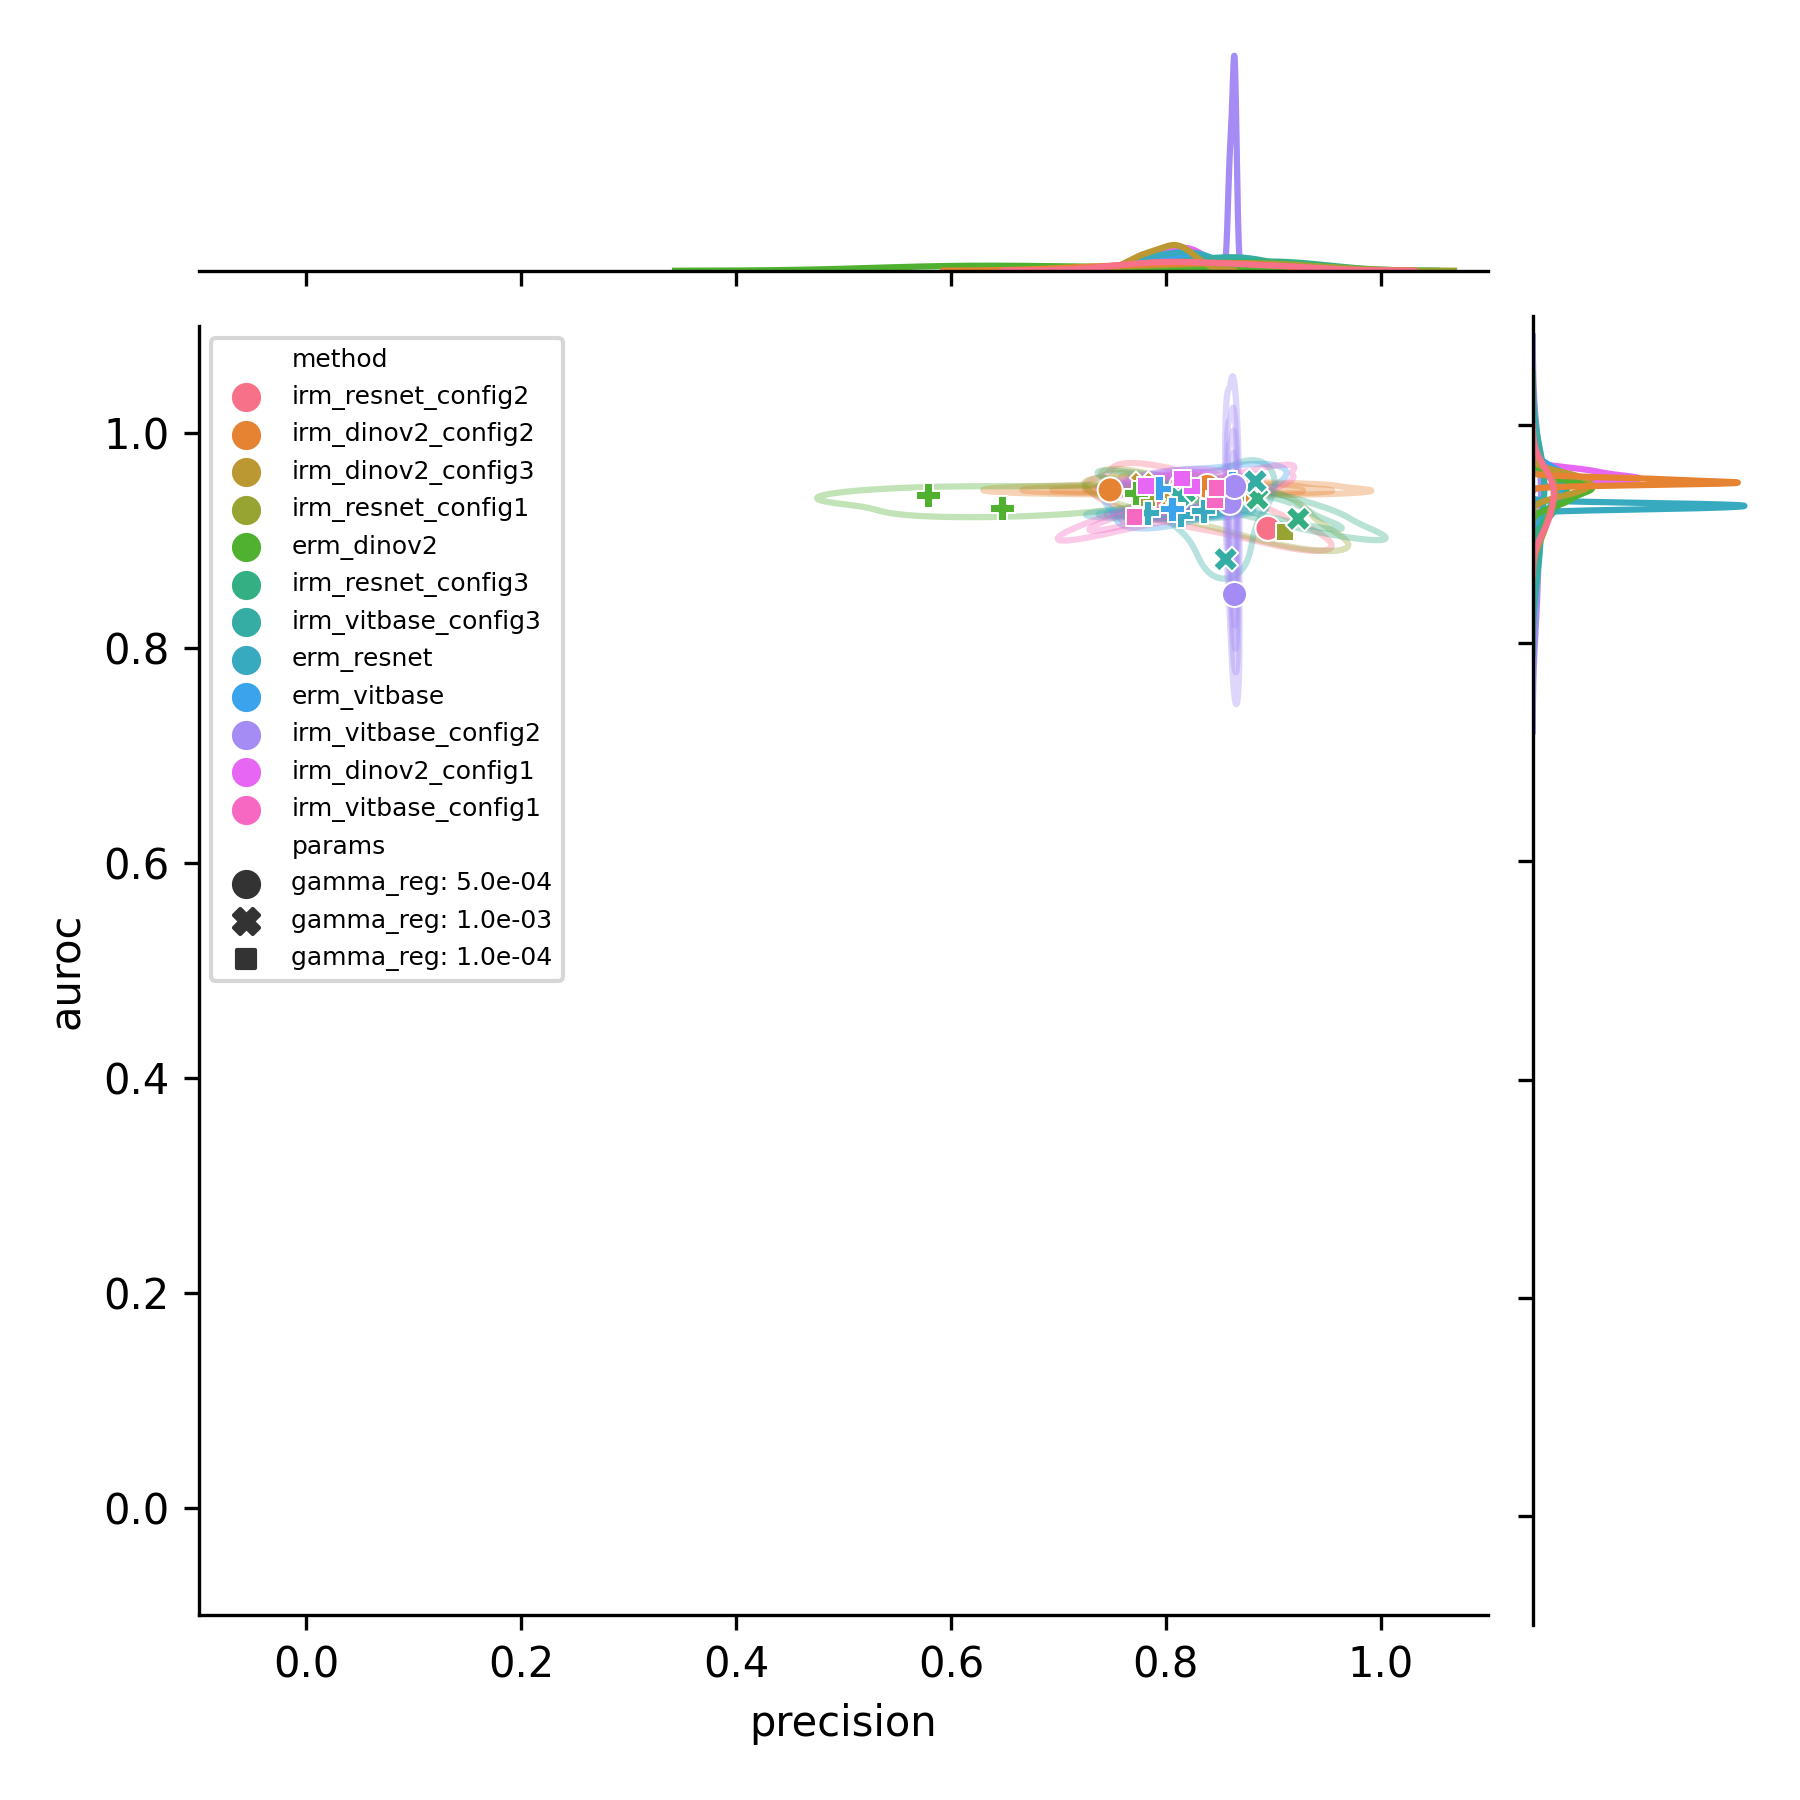 method
irm_resnet_config2
irm_dinov2_config2
irm_dinov2_config3
irm_resnet_config1
erm_dinov2
irm_resnet_config3
irm_vitbase_config3
erm_resnet
erm_vitbase
irm_vitbase_config2
irm_dinov2_config1
irm_vitbase_config1
params
gamma_reg: 5.0e-04
gamma_reg: 1.0e-03
gamma_reg: 1.0e-04
1.0
0.8
0.6
0.4
0.2
0.0
auroc
0.0 0.2 0.4 0.6 0.8 1.0
precision